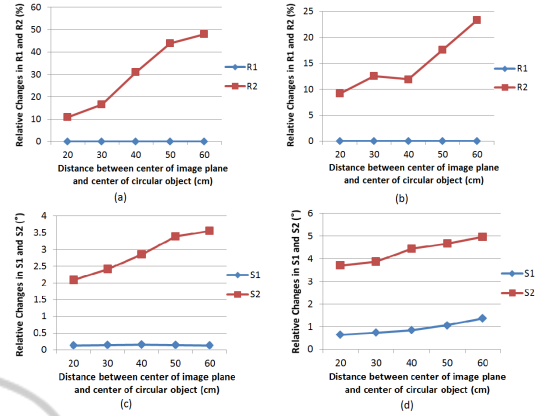 Relative Changes in R1 and R2 (%)
60
50
40
30
20
10
0
20 30 40 50 60
Distance between center of image plane
and center of circular object (cm)
R1
R2
(a)
Relative Changes in R1 and R2 (%)
25
20
15
10
5
0
20 30 40 50 60
Distance between center of image plane
and center of circular object (cm)
R1
R2
(b)
Relative Changes in S1 and S2 (°)
4
3.5
3
2.5
2
1.5
1
0.5
0
20 30 40 50 60
Distance between center of image plane
and center of circular object (cm)
S1
S2
(c)
Relative Changes in S1 and S2 (°)
6
5
4
3
2
1
0
20 30 40 50 60
Distance between center of image plane
and center of circular object (cm)
S1
S2
(d)